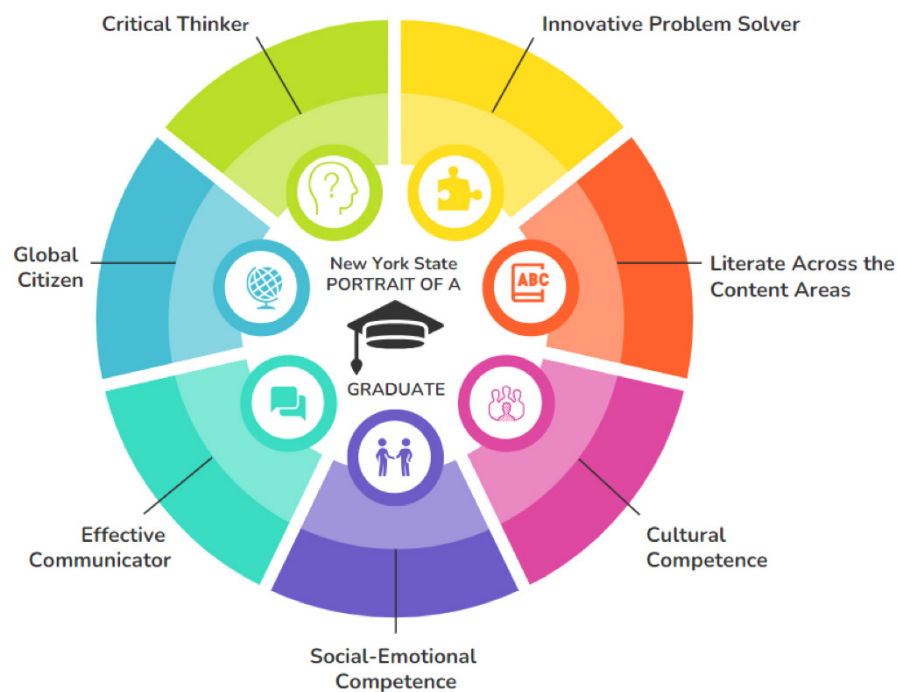 Critical Thinker
Innovative Problem Solver
Global
Citizen
New York State
PORTRAIT OF A
GRADUATE
ABC
Literate Across the
Content Areas
?
Effective
Communicator
Cultural
Competence
Social-Emotional
Competence